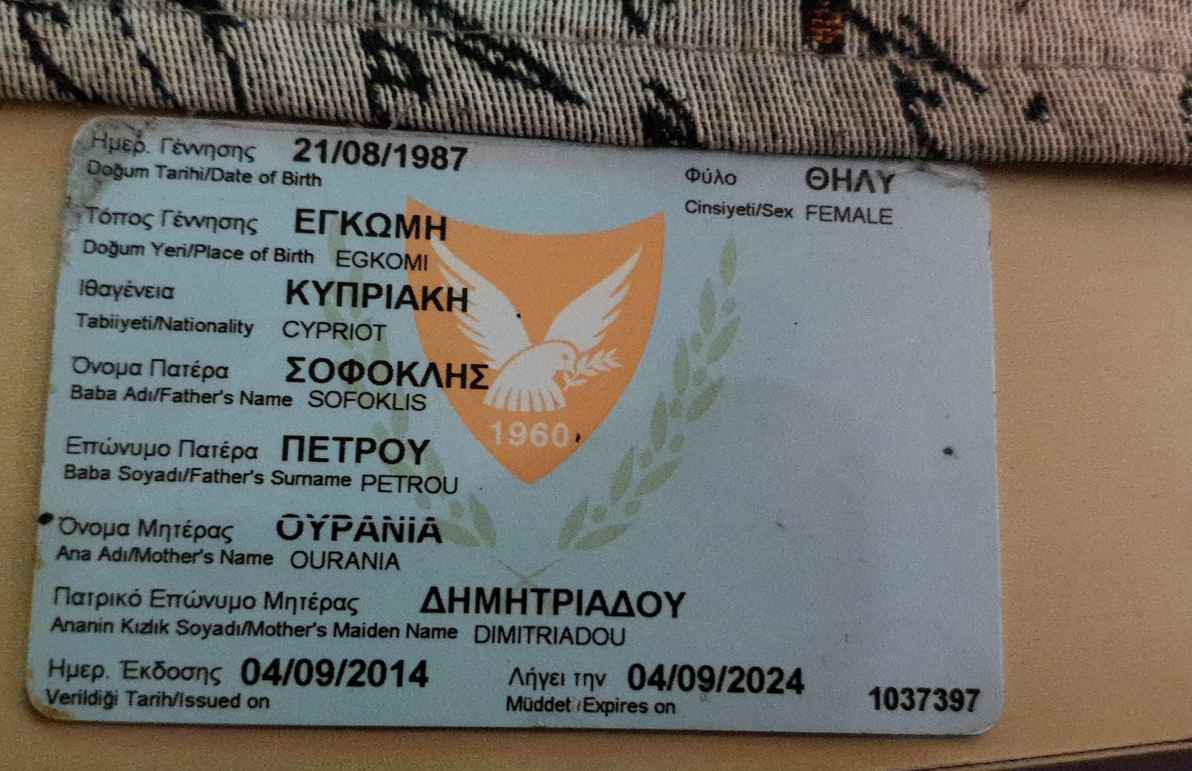 Ημερ. Γέννησης 21/08/1987
Doğum Tarihi/Date of Birth
Φύλο ΘΗΛΥ
Cinsiyeti/Sex FEMALE
Τόπος Γέννησης ΕΓΚΩΜΗ
Doğum Yeri/Place of Birth EGKOMI
Ιθαγένεια ΚΥΠΡΙΑΚΗ
Tabiiyeti/Nationality CYPRIOT
Όνομα Πατέρα ΣΟΦΟΚΛΗΣ
Baba Adı/Father's Name SOFOKLIS
1960
Επώνυμο Πατέρα ΠΕΤΡΟΥ
Baba Soyadı/Father's Surname PETROU
Όνομα Μητέρας ΟΥΡΑΝΙΑ
Ana Adı/Mother's Name OURANIA
Πατρικό Επώνυμο Μητέρας ΔΗΜΗΤΡΙΑΔΟΥ
Ananin Kızlık Soyadı/Mother's Maiden Name DIMITRIADOU
Ημερ. Έκδοσης 04/09/2014 Λήγει την 04/09/2024
Verildiği Tarih/Issued on Müddet /Expires on 1037397